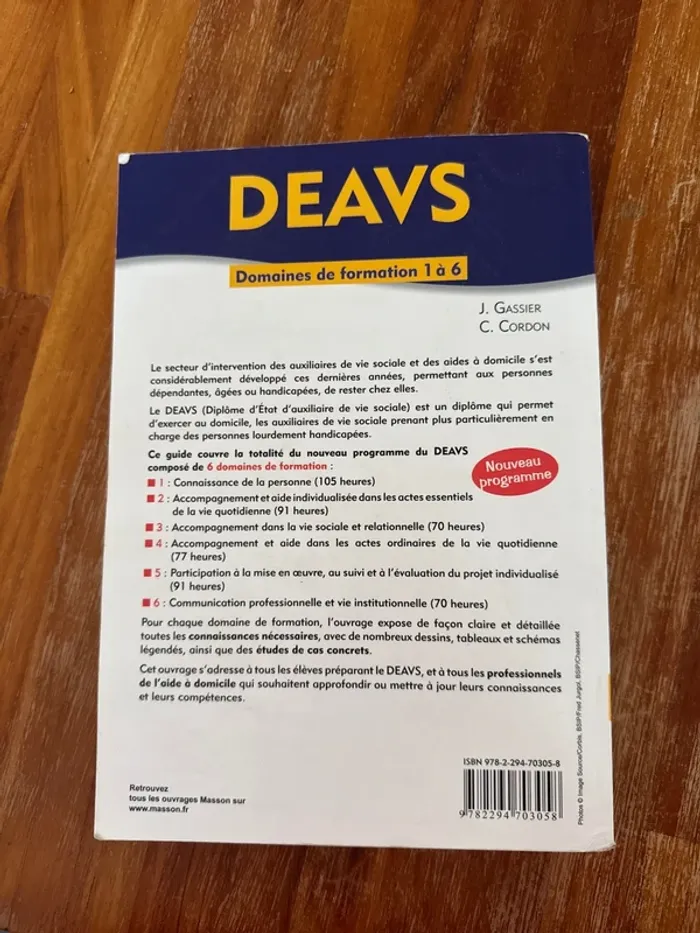 DEAVS
Domaines de formation 1 à 6
J. GASSIER
C. CORDON
Le secteur d'intervention des auxiliaires de vie sociale et des aides à domicile s'est
considérablement développé ces dernières années, permettant aux personnes
dépendantes, âgées ou handicapées, de rester chez elles.
Le DEAVS (Diplôme d'État d'auxiliaire de vie sociale) est un diplôme qui permet
d'exercer au domicile, les auxiliaires de vie sociale prenant plus particulièrement en
charge des personnes lourdement handicapées.
Ce guide couvre la totalité du nouveau programme du DEAVS
composé de 6 domaines de formation :
Nouveau
programme
1 : Connaissance de la personne (105 heures)
2 : Accompagnement et aide individualisée dans les actes essentiels
de la vie quotidienne (91 heures)
3 : Accompagnement dans la vie sociale et relationnelle (70 heures)
4 : Accompagnement et aide dans les actes ordinaires de la vie quotidienne
(77 heures)
5 : Participation à la mise en œuvre, au suivi et à l'évaluation du projet individualisé
(91 heures)
6 : Communication professionnelle et vie institutionnelle (70 heures)
Pour chaque domaine de formation, l'ouvrage expose de façon claire et détaillée
toutes les connaissances nécessaires, avec de nombreux dessins, tableaux et schémas
légendés, ainsi que des études de cas concrets.
Cet ouvrage s'adresse à tous les élèves préparant le DEAVS, et à tous les professionnels
de l'aide à domicile qui souhaitent approfondir ou mettre à jour leurs connaissances
et leurs compétences.
Photos © Image Source/Corbis, BSIP/Fred Jurgol, BSIP/Chassenet
ISBN 978-2-294-70305-8
9782294703058
Retrouvez
tous les ouvrages Masson sur
www.masson.fr